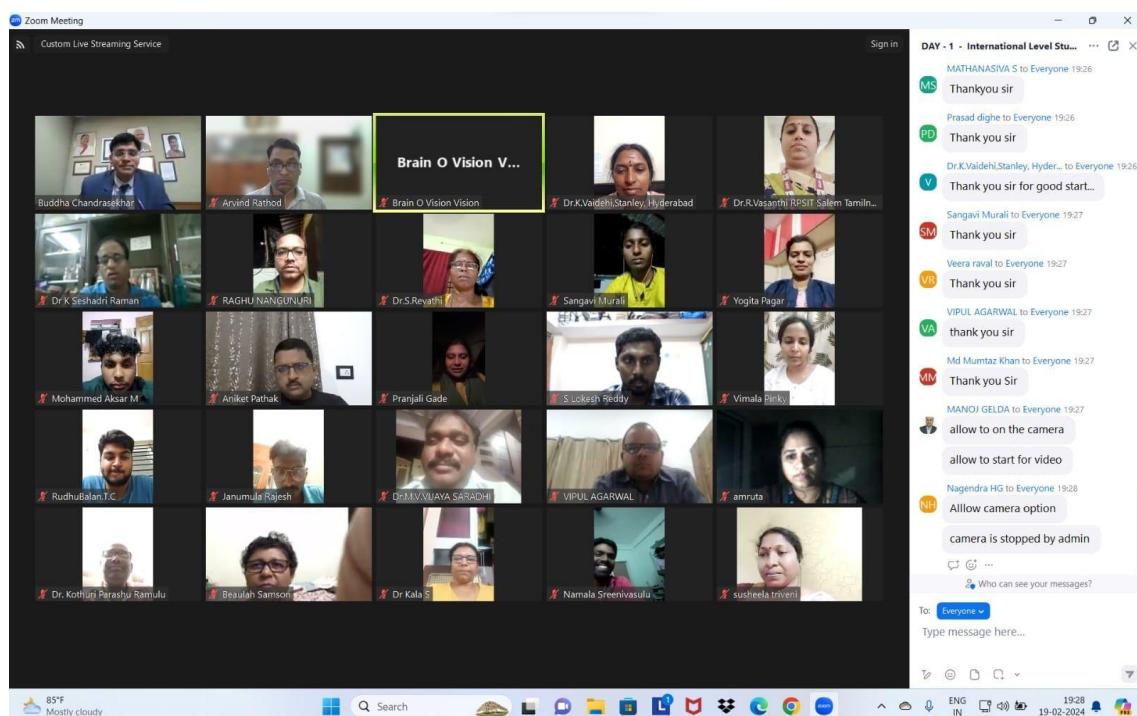 Zoom Meeting
Custom Live Streaming Service
Sign in
Buddha Chandrasekhar
Arvind Rathod
Brain O Vision V...
Brain O Vision Vision
Dr.K.Vaidehi,Stanley, Hyderabad
Dr.R.Vasanthi RPSIT Salem Tamiln...
Dr K Seshadri Raman
RAGHU NANGUNURI
Dr.S.Revathi
Sangavi Murali
Yogita Pagar
Mohammed Aksar M
Aniket Pathak
Pranjali Gade
S Lokesh Reddy
Vimala Pinky
RudhuBalan.T.C
Janumula Rajesh
Dr.M.V.VIJAYA SARADHI
VIPUL AGARWAL
amruta
Dr. Kothuri Parashu Ramulu
Beaulah Samson
Dr Kala S
Namala Sreenivasulu
susheela triveni
DAY - 1 - International Level Stu... ...
MATHANASIVA S to Everyone 19:26
MS
Thankyou sir
Prasad dighe to Everyone 19:26
PD
Thank you sir
Dr.K.Vaidehi,Stanley, Hyder... to Everyone 19:26
V
Thank you sir for good start...
Sangavi Murali to Everyone 19:27
SM
Thank you sir
Veera raval to Everyone 19:27
VR
Thank you sir
VIPUL AGARWAL to Everyone 19:27
VA
thank you sir
Md Mumtaz Khan to Everyone 19:27
MM
Thank you Sir
MANOJ GELDA to Everyone 19:27
allow to on the camera
allow to start for video
Nagendra HG to Everyone 19:28
NH
Alllow camera option
camera is stopped by admin
Who can see your messages?
To: Everyone
Type message here...
85°F
Mostly cloudy
Search
ENG
IN
19:28
19-02-2024